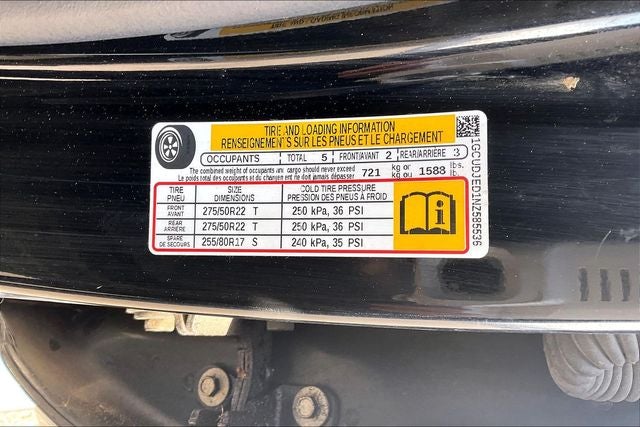 TIRE AND LOADING INFORMATION
RENSEIGNEMENTS SUR LES PNEUS ET LE CHARGEMENT
OCCUPANTS TOTAL 5 FRONT/AVANT 2 REAR/ARRIÈRE 3
The combined weight of occupants and cargo should never exceed
Le poids total des occupants et du chargement ne doit jamais dépasser
721 kg or kg ou 1588 lbs. lb.
TIRE PNEU SIZE DIMENSIONS COLD TIRE PRESSURE PRESSION DES PNEUS À FROID
FRONT AVANT 275/50R22 T 250 kPa, 36 PSI
REAR ARRIÈRE 275/50R22 T 250 kPa, 36 PSI
SPARE DE SECOURS 255/80R17 S 240 kPa, 35 PSI
1GCUDJED1NZ585536